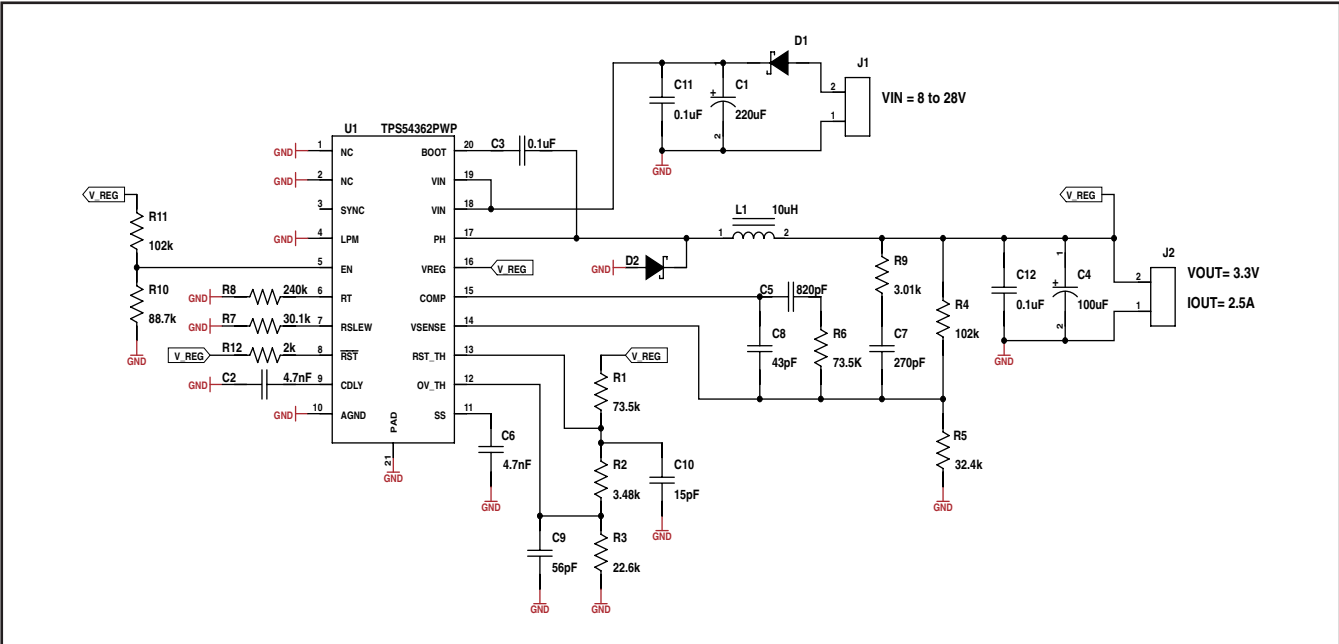 D1
J1
C11
0.1uF
C1
+
220uF
2
2
1
VIN = 8 to 28V
GND
U1
TPS54362PWP
C3
0.1uF
GND
1
NC
BOOT
20
GND
2
NC
VIN
19
V_REG
3
SYNC
VIN
18
V_REG
R11
102k
GND
4
LPM
PH
17
L1
10uH
1
2
D2
GND
5
EN
VREG
16
V_REG
R10
88.7k
GND
GND
R8
240k
6
RT
COMP
15
C5
820pF
GND
R7
30.1k
7
RSLEW
VSENSE
14
V_REG
R12
2k
8
RST
RST_TH
13
V_REG
GND
C2
4.7nF
9
CDLY
OV_TH
12
GND
10
AGND
SS
11
PAD
21
GND
C6
4.7nF
GND
R1
73.5k
R2
3.48k
C10
15pF
GND
C9
56pF
GND
R3
22.6k
GND
C8
43pF
R6
73.5K
R9
3.01k
C7
270pF
R4
102k
R5
32.4k
GND
C12
0.1uF
1
+
C4
100uF
2
GND
J2
2
1
VOUT= 3.3V
IOUT= 2.5A